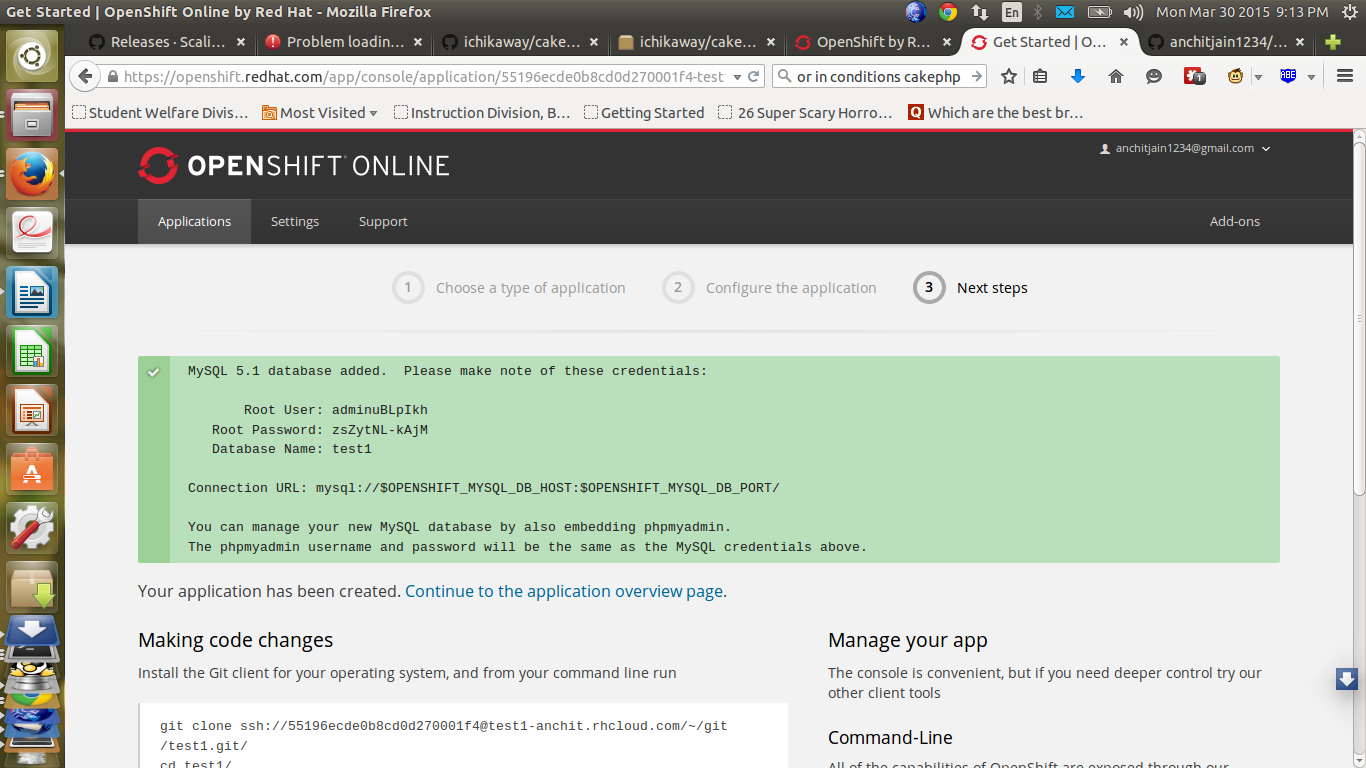 Get Started | OpenShift Online by Red Hat - Mozilla Firefox
En
Mon Mar 30 2015 9:13 PM
Releases · Scali...
Problem loadin...
ichikaway/cake...
ichikaway/cake...
OpenShift by R...
Get Started | O...
anchitjain1234/...
https://openshift.redhat.com/app/console/application/55196ecde0b8cd0d270001f4-test
or in conditions cakephp
1
ABE
Student Welfare Divis...
Most Visited
Instruction Division, B...
Getting Started
26 Super Scary Horro...
Which are the best br...
OPENSHIFT ONLINE
anchitjain1234@gmail.com
Applications
Settings
Support
Add-ons
1 Choose a type of application
2 Configure the application
3 Next steps
MySQL 5.1 database added.  Please make note of these credentials:
Root User: adminuBLpIkh
Root Password: zsZytNL-kAjM
Database Name: test1
Connection URL: mysql://$OPENSHIFT_MYSQL_DB_HOST:$OPENSHIFT_MYSQL_DB_PORT/
You can manage your new MySQL database by also embedding phpmyadmin.
The phpmyadmin username and password will be the same as the MySQL credentials above.
Your application has been created. Continue to the application overview page.
Making code changes
Install the Git client for your operating system, and from your command line run
git clone ssh://55196ecde0b8cd0d270001f4@test1-anchit.rhcloud.com/~/git
/test1.git/
cd test1/
Manage your app
The console is convenient, but if you need deeper control try our
other client tools
Command-Line
All of the capabilities of OpenShift are exposed through our